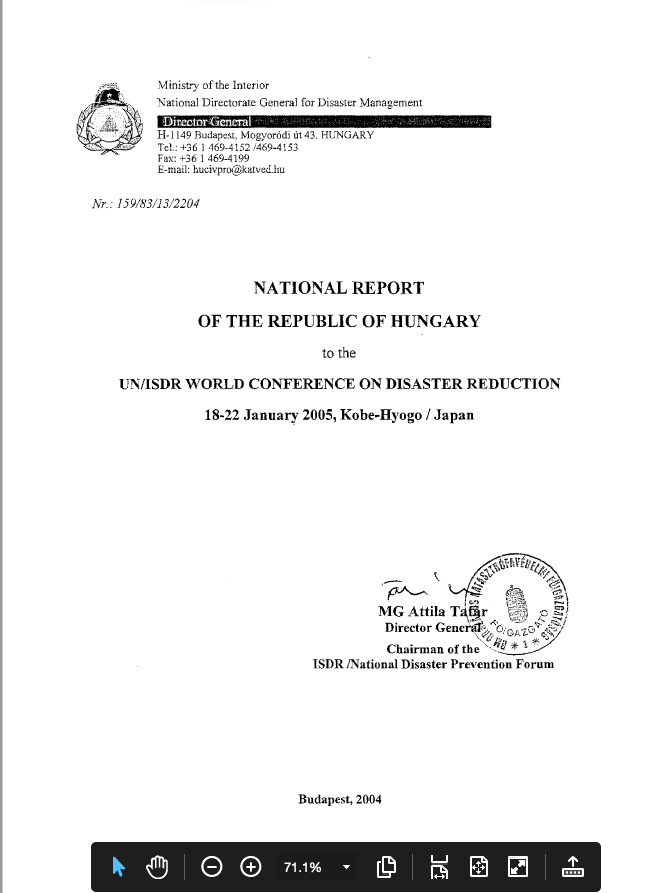 Ministry of the Interior
National Directorate General for Disaster Management
Director General
H-1149 Budapest, Mogyoródi út 43. HUNGARY
Tel.: +36 1 469-4152 /469-4153
Fax: +36 1 469-4199
E-mail: hucivpro@katved.hu
Nr.: 159/83/13/2204
NATIONAL REPORT
OF THE REPUBLIC OF HUNGARY
to the
UN/ISDR WORLD CONFERENCE ON DISASTER REDUCTION
18-22 January 2005, Kobe-Hyogo / Japan
MG Attila Tatár
Director General
FŐIGAZGATÓ
* 1 *
Chairman of the
ISDR /National Disaster Prevention Forum
Budapest, 2004
71.1%